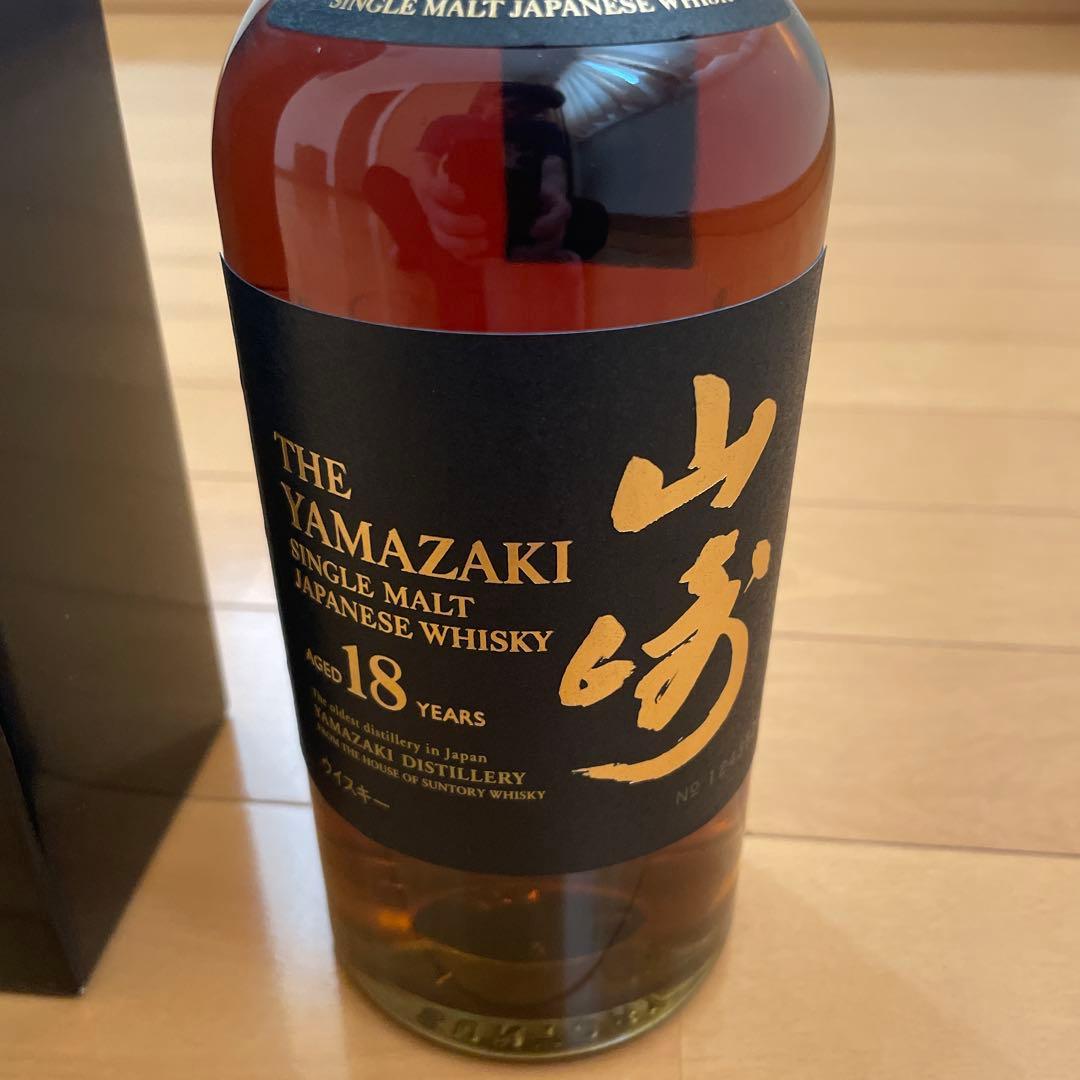 SINGLE MALT JAPANESE
THE
YAMAZAKI
SINGLE MALT
JAPANESE WHISKY
AGED 18 YEARS
The oldest distillery in Japan
YAMAZAKI DISTILLERY
FROM THE HOUSE OF SUNTORY WHISKY
ウイスキー
山崎